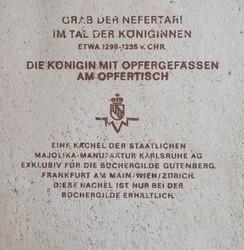 GRAB DER NEFERTARI
IM TAL DER KÖNIGINNEN
ETWA 1298-1235 v. CHR.
DIE KÖNIGIN MIT OPFERGEFÄSSEN
AM OPFERTISCH
EINE KACHEL DER STAATLICHEN
MAJOLIKA-MANUFAKTUR KARLSRUHE AG
EXKLUSIV FÜR DIE BÜCHERGILDE GUTENBERG,
FRANKFURT AM MAIN/WIEN/ZÜRICH.
DIESE KACHEL IST NUR BEI DER
BÜCHERGILDE ERHÄLTLICH.